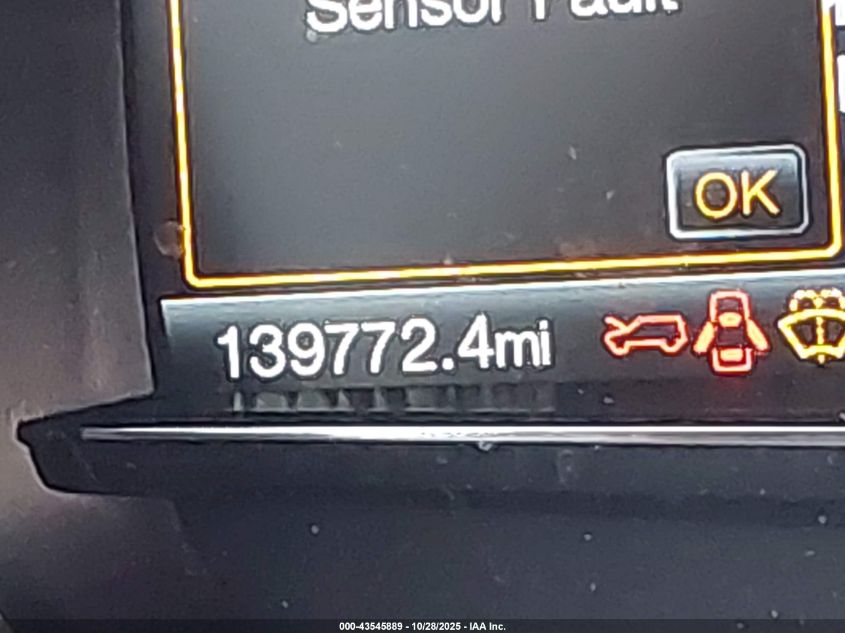 Sensor Fault
OK
139772.4mi
000-43545889 - 10/28/2025 - IAA Inc.